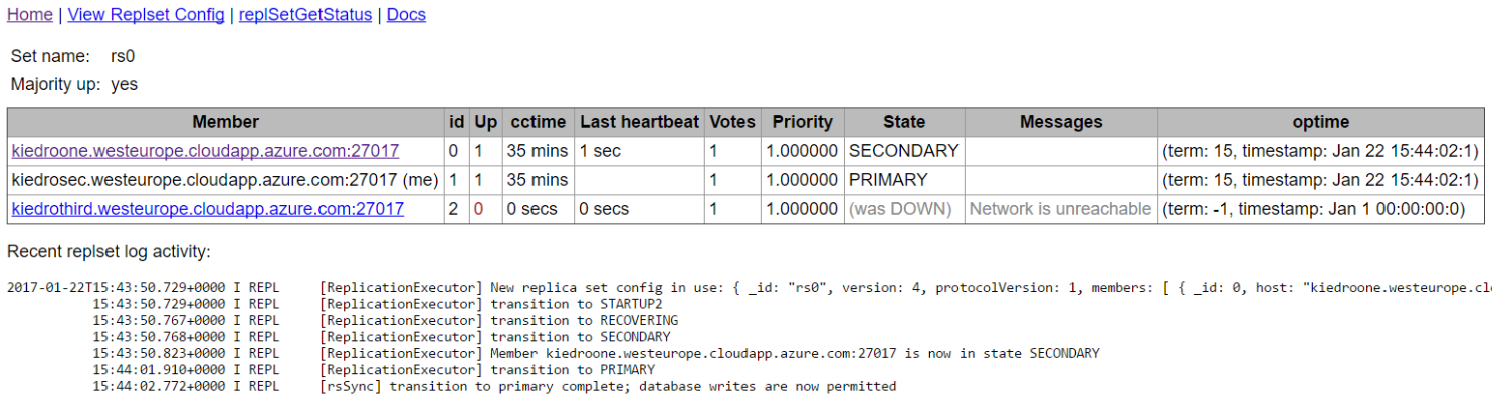 Home | View Replset Config | replSetGetStatus | Docs
Set name: rs0
Majority up: yes
Member id Up cctime Last heartbeat Votes Priority State Messages optime
kiedroone.westeurope.cloudapp.azure.com:27017 0 1 35 mins 1 sec 1 1.000000 SECONDARY (term: 15, timestamp: Jan 22 15:44:02:1)
kiedrosec.westeurope.cloudapp.azure.com:27017 (me) 1 1 35 mins 1 1.000000 PRIMARY (term: 15, timestamp: Jan 22 15:44:02:1)
kiedrothird.westeurope.cloudapp.azure.com:27017 2 0 0 secs 0 secs 1 1.000000 (was DOWN) Network is unreachable (term: -1, timestamp: Jan 1 00:00:00:0)
Recent replset log activity:
2017-01-22T15:43:50.729+0000 I REPL [ReplicationExecutor] New replica set config in use: { _id: "rs0", version: 4, protocolVersion: 1, members: [ { _id: 0, host: "kiedroone.westeurope.cl
15:43:50.729+0000 I REPL [ReplicationExecutor] transition to STARTUP2
15:43:50.767+0000 I REPL [ReplicationExecutor] transition to RECOVERING
15:43:50.768+0000 I REPL [ReplicationExecutor] transition to SECONDARY
15:43:50.823+0000 I REPL [ReplicationExecutor] Member kiedroone.westeurope.cloudapp.azure.com:27017 is now in state SECONDARY
15:44:01.910+0000 I REPL [ReplicationExecutor] transition to PRIMARY
15:44:02.772+0000 I REPL [rsSync] transition to primary complete; database writes are now permitted